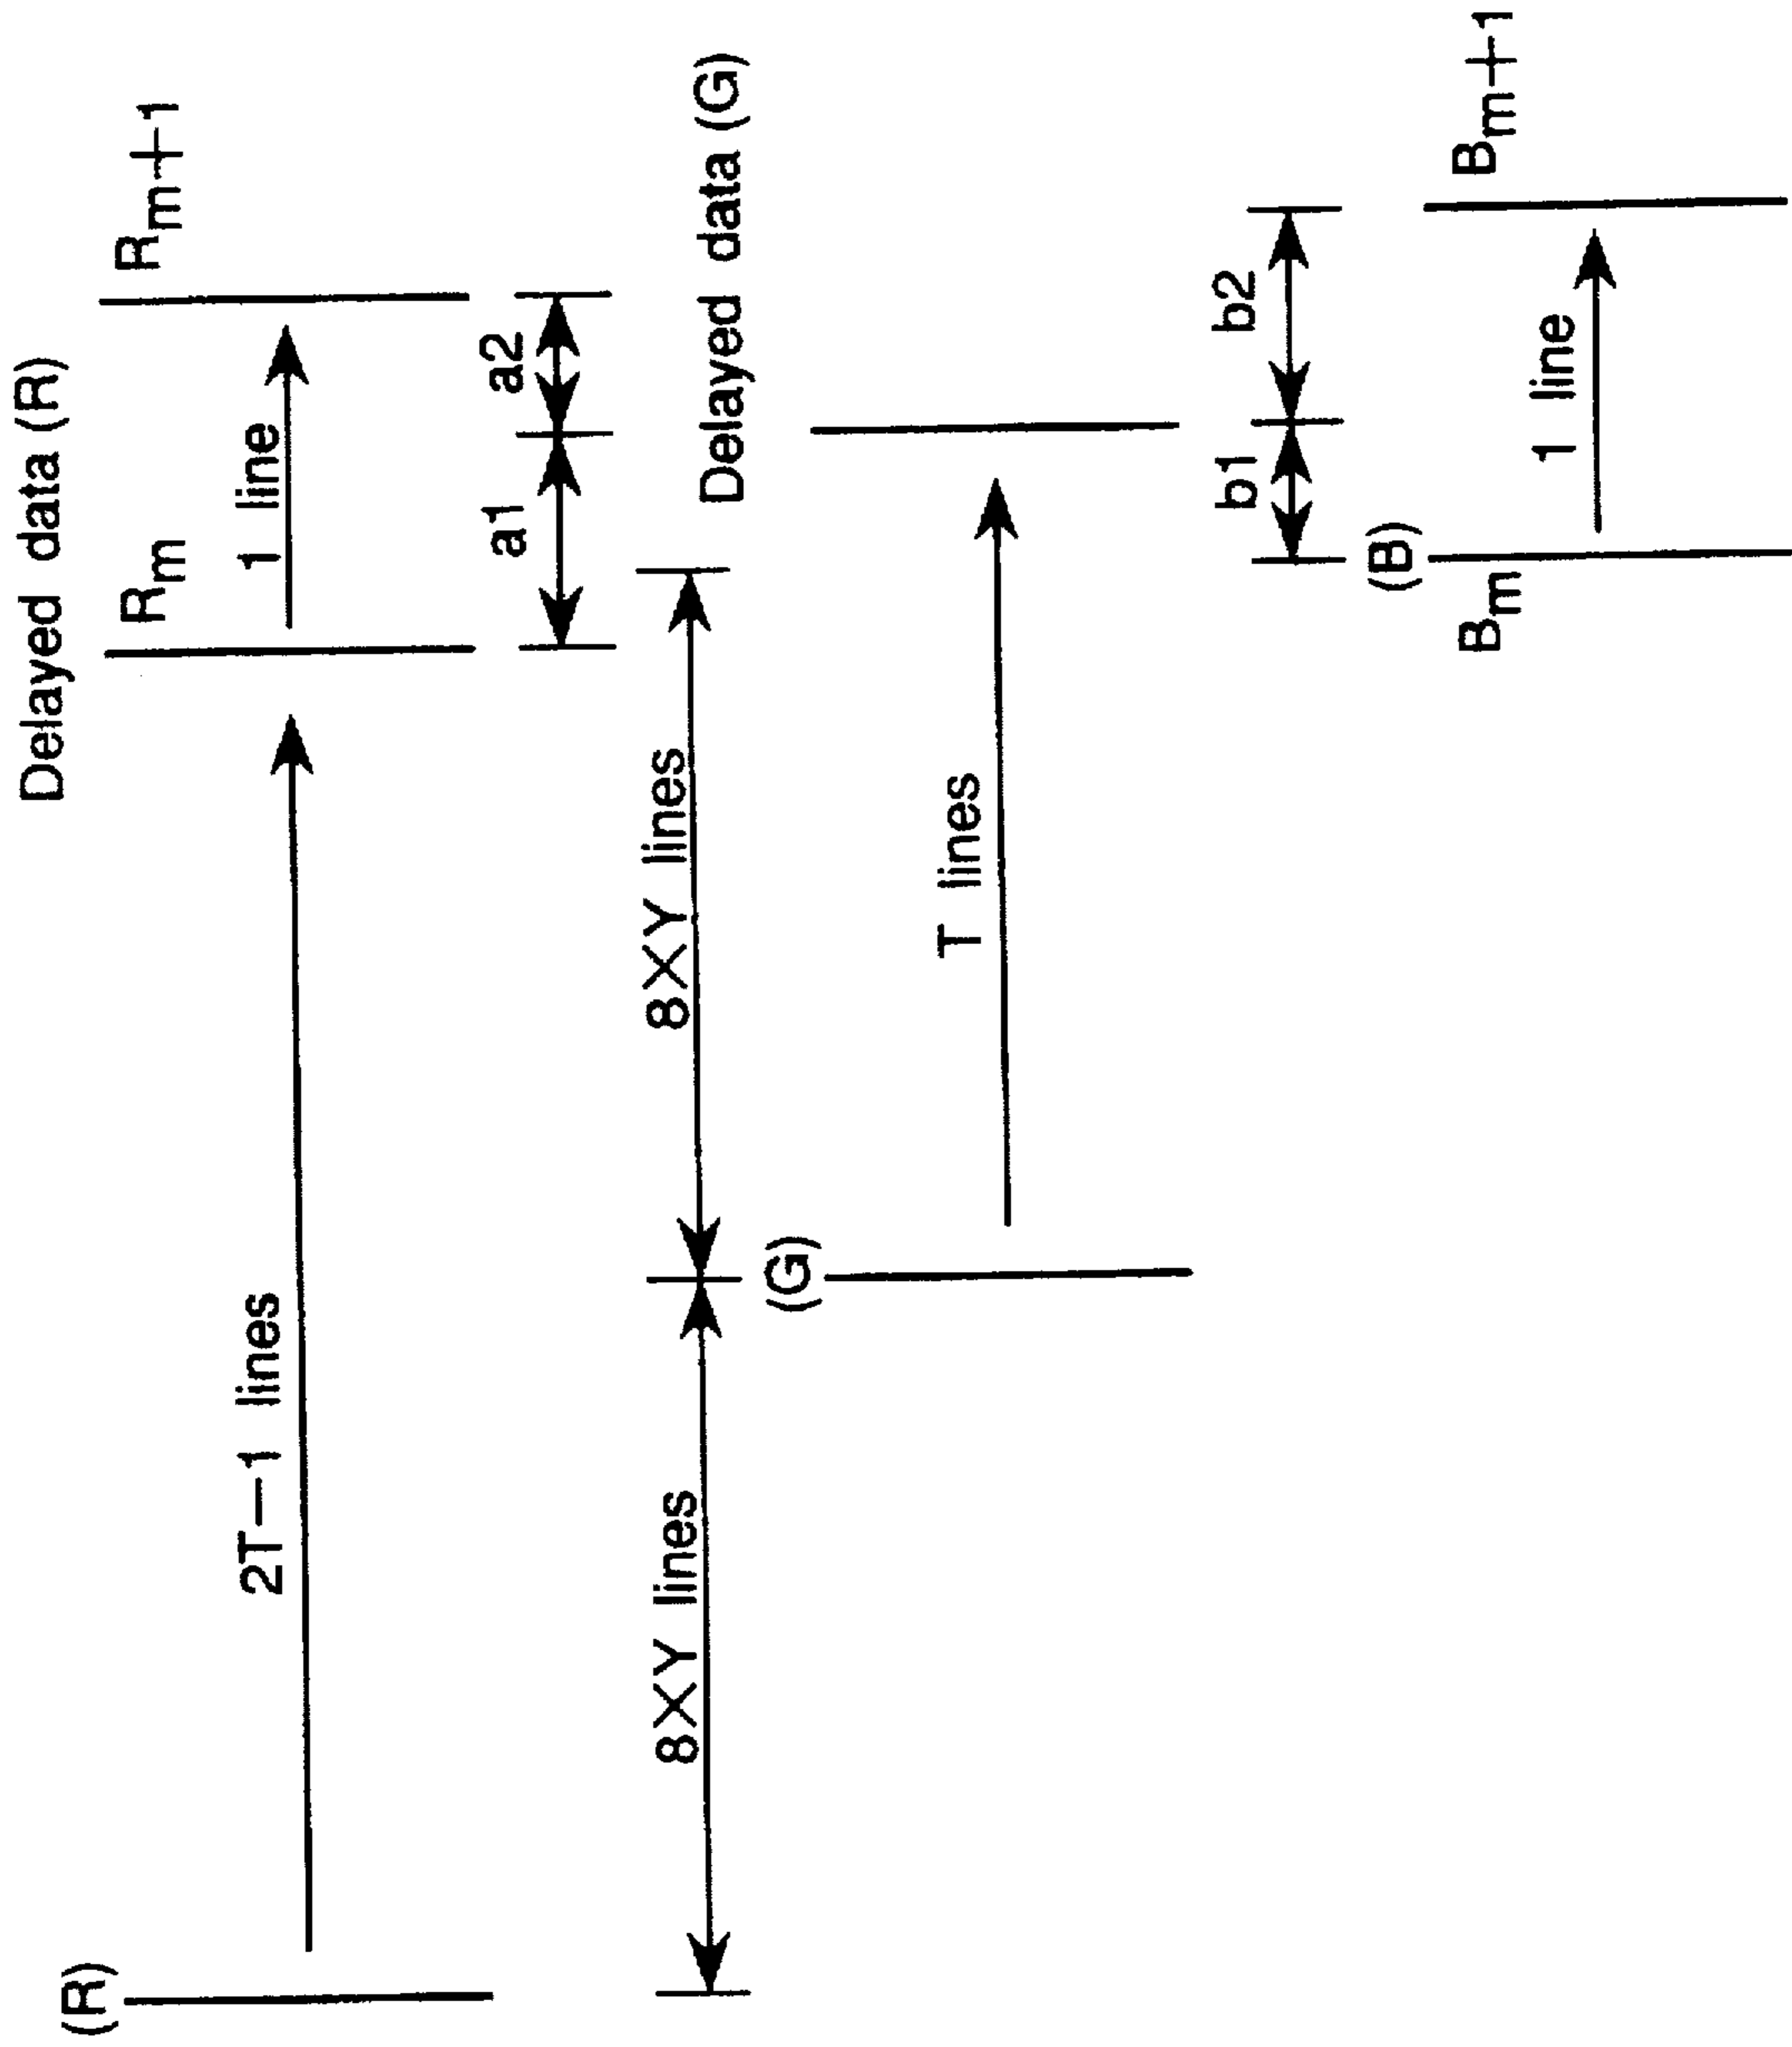 Delayed data (R)
(R)
Rm
Rm+1
2T−1 lines
1 line
a1
a2
8×Y lines
8×Y lines
Delayed data (G)
(G)
T lines
b1
b2
(B)
Bm
Bm+1
1 line